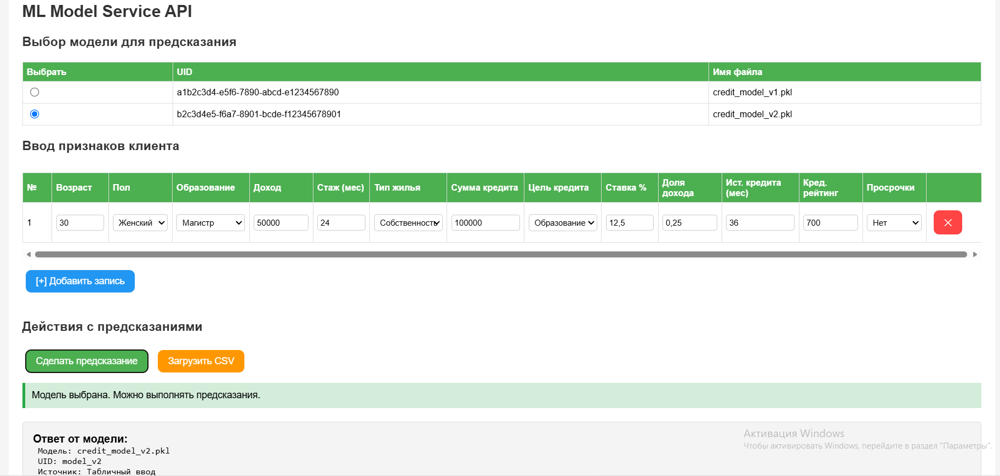 ML Model Service API
Выбор модели для предсказания
Выбрать UID Имя файла
a1b2c3d4-e5f6-7890-abcd-e1234567890 credit_model_v1.pkl
b2c3d4e5-f6a7-8901-bcde-f12345678901 credit_model_v2.pkl
Ввод признаков клиента
№ Возраст Пол Образование Доход Стаж (мес) Тип жилья Сумма кредита Цель кредита Ставка % Доля дохода Ист. кредита (мес) Кред. рейтинг Просрочки
1 30 Женский Магистр 50000 24 Собственность 100000 Образование 12,5 0,25 36 700 Нет
[+] Добавить запись
Действия с предсказаниями
Сделать предсказание Загрузить CSV
Модель выбрана. Можно выполнять предсказания.
Ответ от модели:
Модель: credit_model_v2.pkl
UID: model_v2
Источник: Табличный ввод
Активация Windows
Чтобы активировать Windows, перейдите в раздел "Параметры".